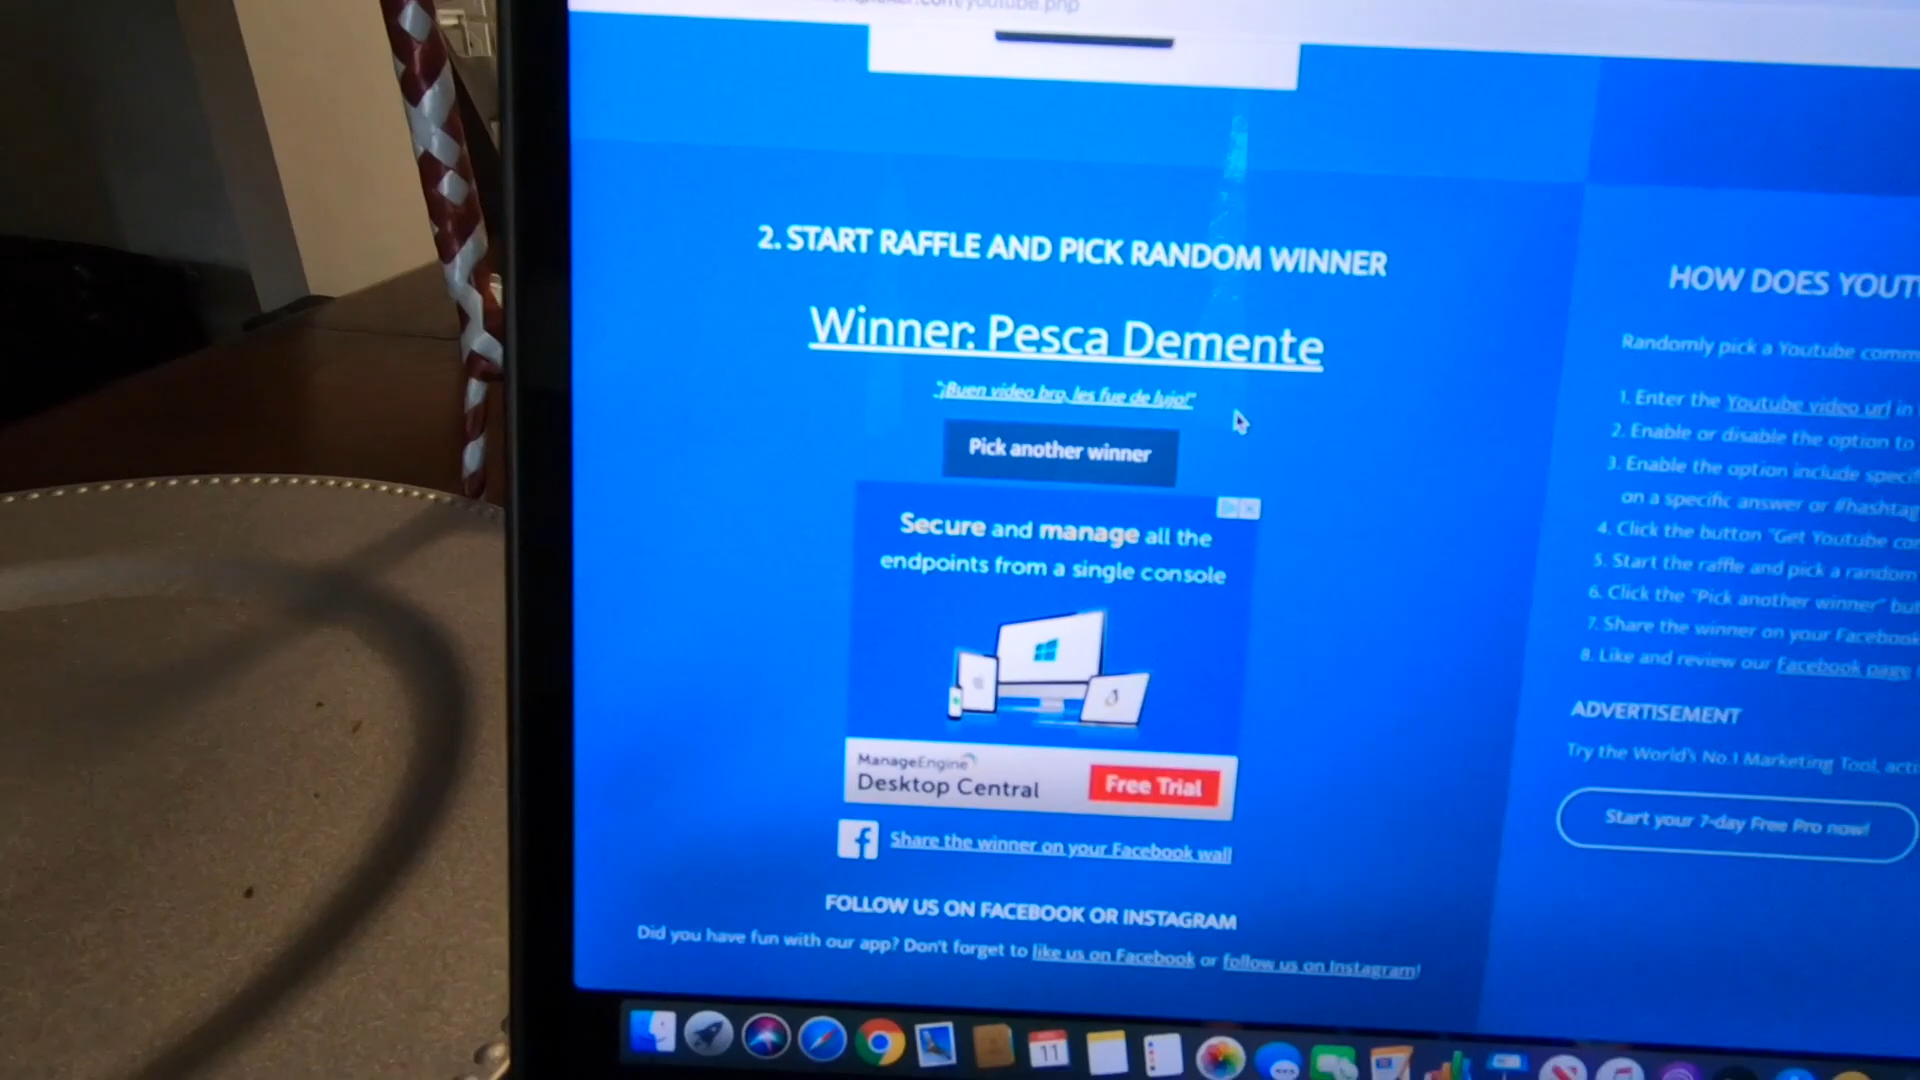 2. START RAFFLE AND PICK RANDOM WINNER
Winner: Pesca Demente
"¡Buen video bro, les fue de lujo!"
Pick another winner
Secure and manage all the
endpoints from a single console
ManageEngine
Desktop Central
Free Trial
Share the winner on your Facebook wall
FOLLOW US ON FACEBOOK OR INSTAGRAM
Did you have fun with our app? Don't forget to like us on Facebook or follow us on Instagram!
HOW DOES
Randomly pick a Youtube
1. Enter the Youtube video url in
2. Enable or disable the option to
3. Enable the option include
on a specific answer or
4. Click the button "Get Youtube
5. Start the raffle and pick a random
6. Click the "Pick another winner"
7. Share the winner on your Facebook
8. Like and review our Facebook page
ADVERTISEMENT
Try the World's No.1 Marketing Tool,
Start your 7-day Free Pro now!
11